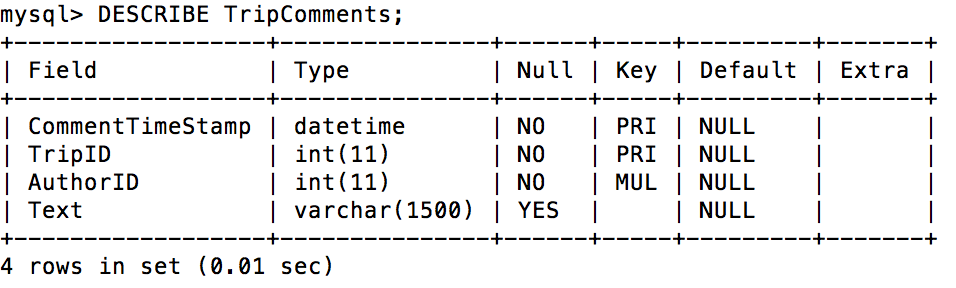 mysql> DESCRIBE TripComments;
+------------------+---------------+------+-----+---------+-------+
| Field            | Type          | Null | Key | Default | Extra |
+------------------+---------------+------+-----+---------+-------+
| CommentTimeStamp | datetime      | NO   | PRI | NULL    |       |
| TripID           | int(11)       | NO   | PRI | NULL    |       |
| AuthorID         | int(11)       | NO   | MUL | NULL    |       |
| Text             | varchar(1500) | YES  |     | NULL    |       |
+------------------+---------------+------+-----+---------+-------+
4 rows in set (0.01 sec)